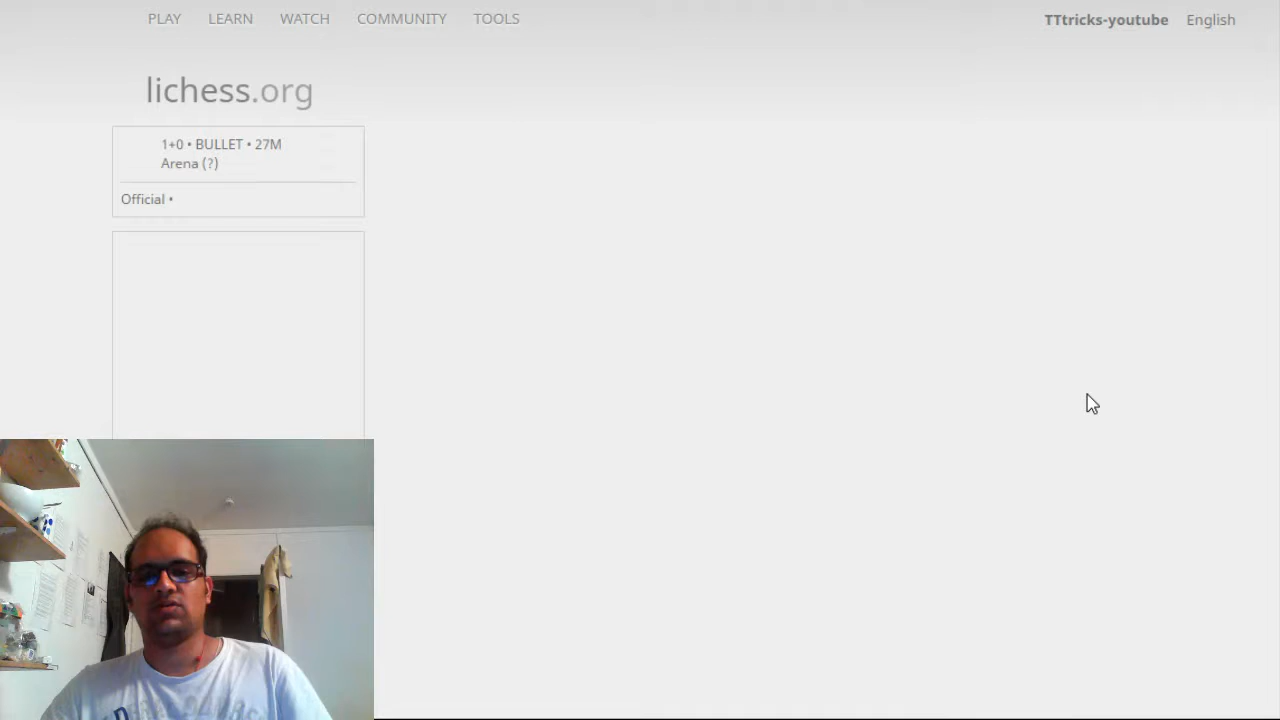 PLAY LEARN WATCH COMMUNITY TOOLS TTtricks-youtube English
lichess.org
1+0 • BULLET • 27M
Arena (?)
Official •